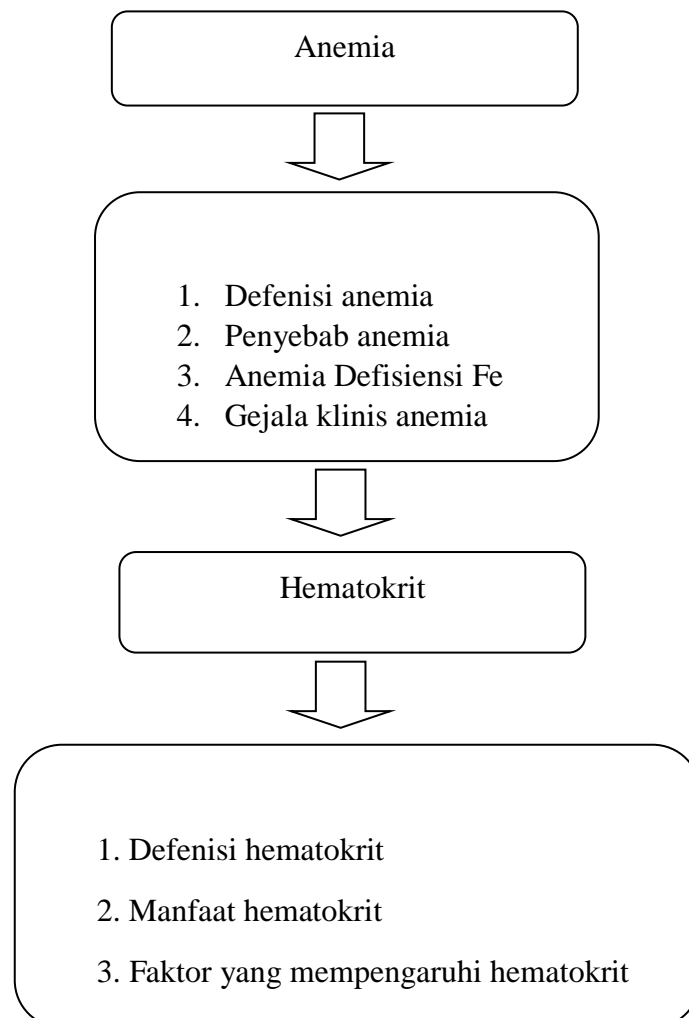 Anemia
1. Defenisi anemia
2. Penyebab anemia
3. Anemia Defisiensi Fe
4. Gejala klinis anemia
Hematokrit
1. Defenisi hematokrit
2. Manfaat hematokrit
3. Faktor yang mempengaruhi hematokrit